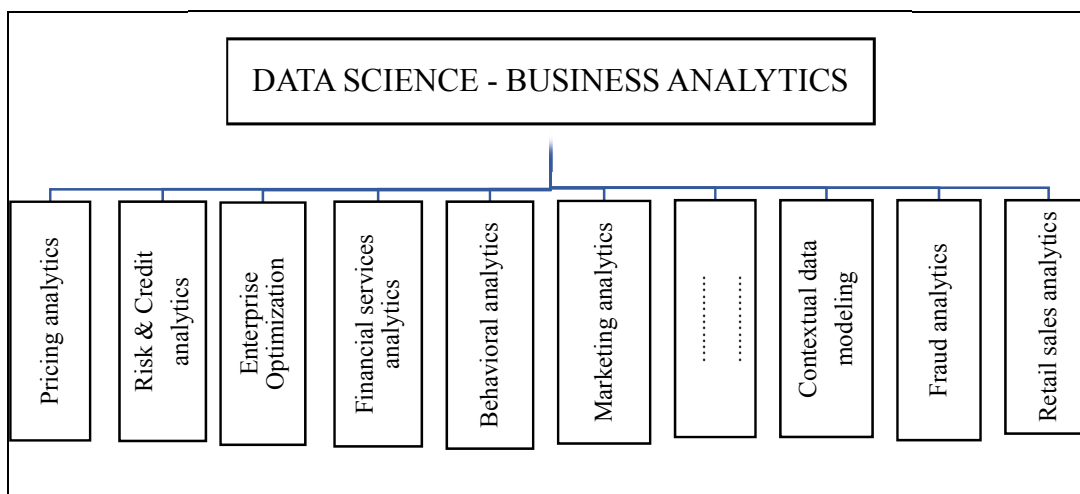 DATA SCIENCE - BUSINESS ANALYTICS
Pricing analytics
Risk & Credit
analytics
Enterprise
Optimization
Financial services
analytics
Behavioral analytics
Marketing analytics
............
............
Contextual data
modeling
Fraud analytics
Retail sales analytics